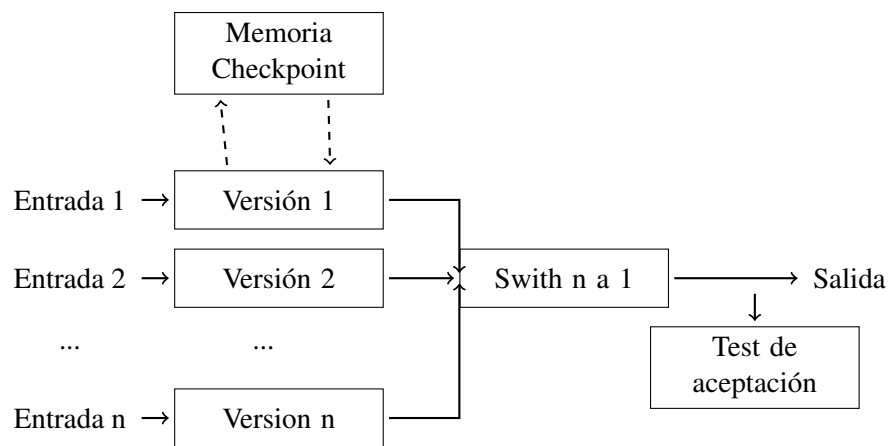 Memoria
Checkpoint
Entrada 1
Versión 1
Entrada 2
Versión 2
Swith n a 1
Salida
...
...
Test de
aceptación
Entrada n
Version n